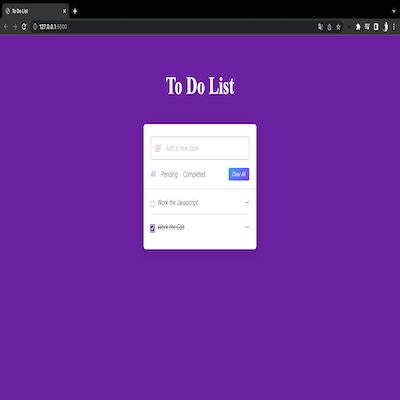 To Do List
127.0.0.1:5500
To Do List
Add a new task
All Pending Completed Clear All
Work the Javascript
Work the Css